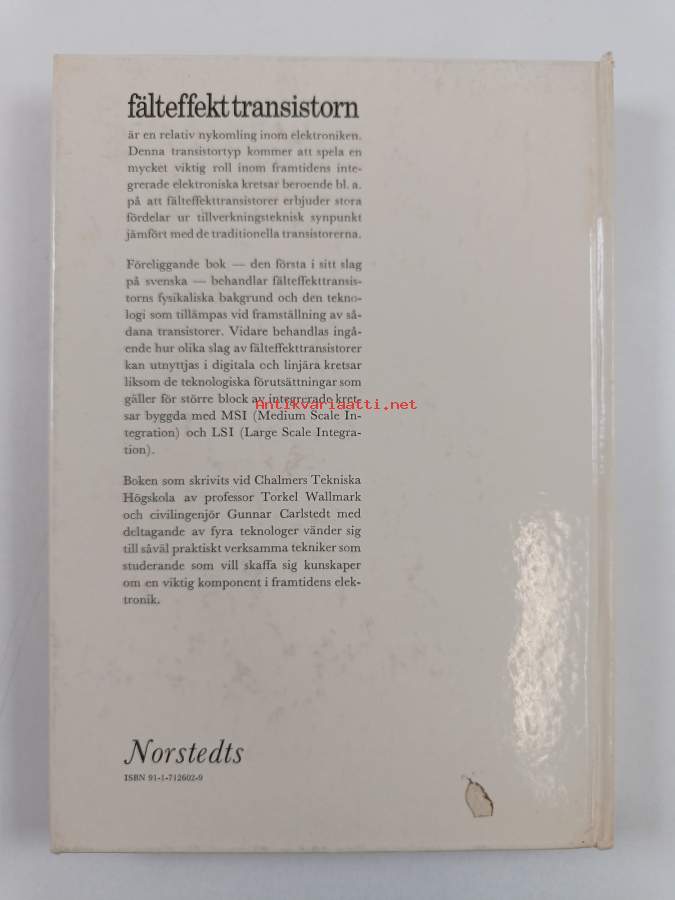 fälteffekttransistorn
är en relativ nykomling inom elektroniken.
Denna transistortyp kommer att spela en
mycket viktig roll inom framtidens inte-
grerade elektroniska kretsar beroende bl. a.
på att fälteffekttransistorer erbjuder stora
fördelar ur tillverkningsteknisk synpunkt
jämfört med de traditionella transistorerna.
Föreliggande bok — den första i sitt slag
på svenska — behandlar fälteffekttransis-
torns fysikaliska bakgrund och den tekno-
logi som tillämpas vid framställning av så-
dana transistorer. Vidare behandlas ingå-
ende hur olika slag av fälteffekttransistorer
kan utnyttjas i digitala och linjära kretsar
liksom de teknologiska förutsättningar som
gäller för större block av integrerade kret-
Antikvariaatti.net
sar byggda med MSI (Medium Scale In-
tegration) och LSI (Large Scale Integra-
tion).
Boken som skrivits vid Chalmers Tekniska
Högskola av professor Torkel Wallmark
och civilingenjör Gunnar Carlstedt med
deltagande av fyra teknologer vänder sig
till såväl praktiskt verksamma tekniker som
studerande som vill skaffa sig kunskaper
om en viktig komponent i framtidens elek-
tronik.
Norstedts
ISBN 91-1-712602-9